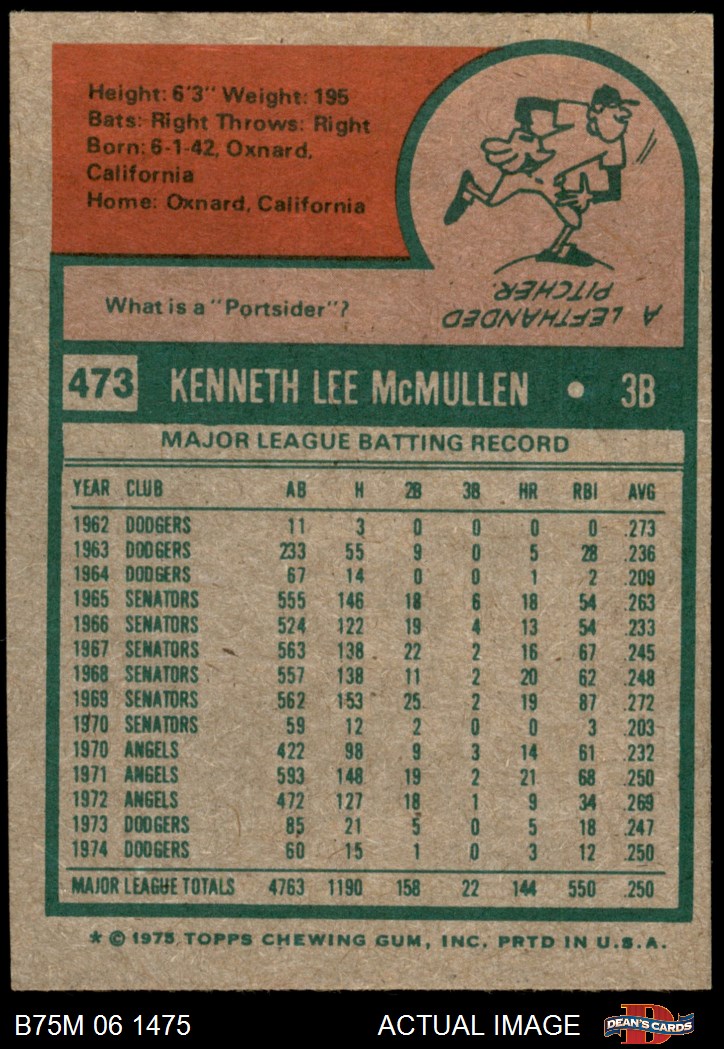 Height: 6'3" Weight: 195
Bats: Right Throws: Right
Born: 6-1-42, Oxnard,
California
Home: Oxnard, California
What is a "Portsider"?
A LEFTHANDED
PITCHER.
473 KENNETH LEE McMULLEN • 3B
MAJOR LEAGUE BATTING RECORD
YEAR CLUB AB H 2B 3B HR RBI AVG
1962 DODGERS 11 3 0 0 0 0 .273
1963 DODGERS 233 55 9 0 5 28 .236
1964 DODGERS 67 14 0 0 1 2 .209
1965 SENATORS 555 146 18 6 18 54 .263
1966 SENATORS 524 122 19 4 13 54 .233
1967 SENATORS 563 138 22 2 16 67 .245
1968 SENATORS 557 138 11 2 20 62 .248
1969 SENATORS 562 153 25 2 19 87 .272
1970 SENATORS 59 12 2 0 0 3 .203
1970 ANGELS 422 98 9 3 14 61 .232
1971 ANGELS 593 148 19 2 21 68 .250
1972 ANGELS 472 127 18 1 9 34 .269
1973 DODGERS 85 21 5 0 5 18 .247
1974 DODGERS 60 15 1 0 3 12 .250
MAJOR LEAGUE TOTALS 4763 1190 158 22 144 550 .250
* © 1975 TOPPS CHEWING GUM, INC. PRTD IN U.S.A.
B75M 06 1475 ACTUAL IMAGE D DEAN'S CARDS